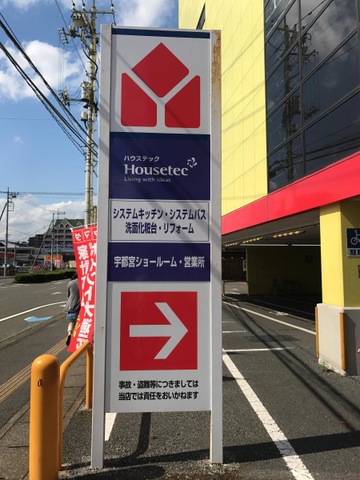 ハウステック
Housetec
Living with ideas
システムキッチン・システムバス
洗面化粧台・リフォーム
宇都宮ショールーム・営業所
事故・盗難等につきましては
当店では責任をおいかねます